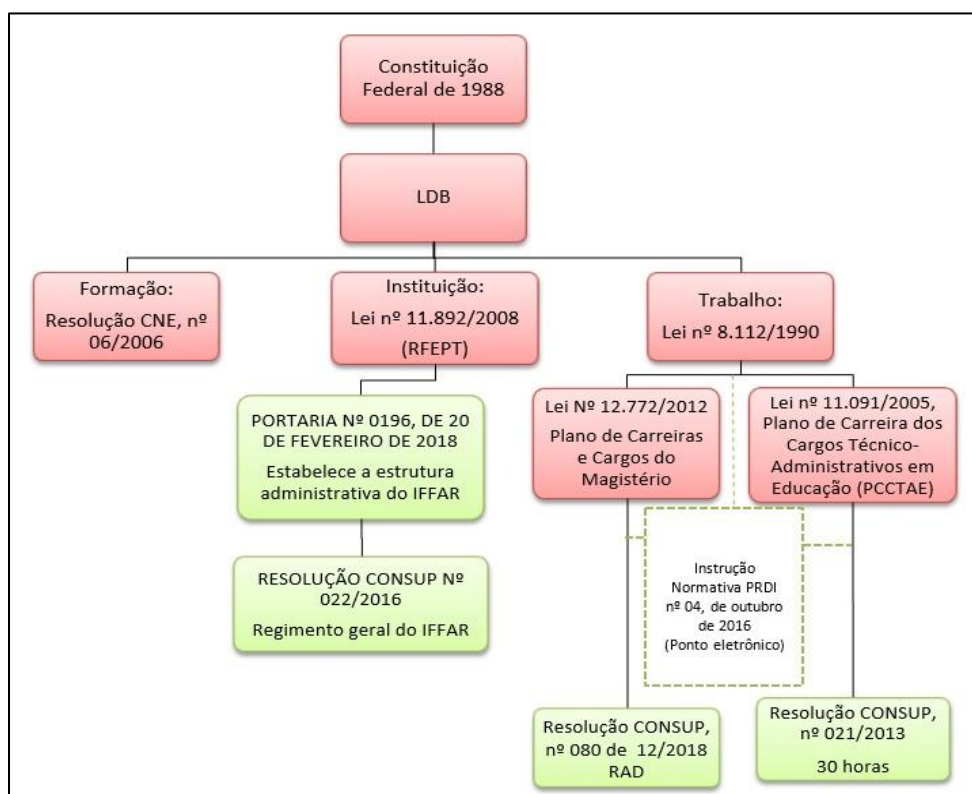 Constituição
Federal de 1988
LDB
Formação:
Resolução CNE, nº
06/2006
Instituição:
Lei nº 11.892/2008
(RFEPT)
Trabalho:
Lei nº 8.112/1990
PORTARIA Nº 0196, DE 20
DE FEVEREIRO DE 2018
Estabelece a estrutura
administrativa do IFFAR
RESOLUÇÃO CONSUP Nº
022/2016
Regimento geral do IFFAR
Lei Nº 12.772/2012
Plano de Carreiras
e Cargos do
Magistério
Lei nº 11.091/2005,
Plano de Carreira dos
Cargos Técnico-
Administrativos em
Educação (PCCTAE)
Instrução
Normativa PRDI
nº 04, de outubro
de 2016
(Ponto eletrônico)
Resolução CONSUP,
nº 080 de 12/2018
RAD
Resolução CONSUP,
nº 021/2013
30 horas